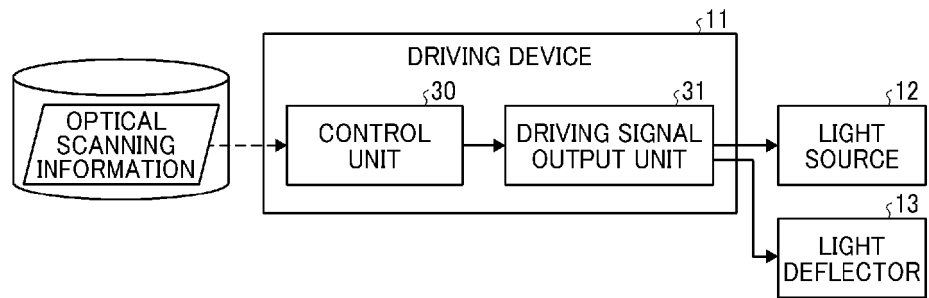 11
DRIVING DEVICE
OPTICAL
SCANNING
INFORMATION
30
CONTROL
UNIT
31
DRIVING SIGNAL
OUTPUT UNIT
12
LIGHT
SOURCE
13
LIGHT
DEFLECTOR